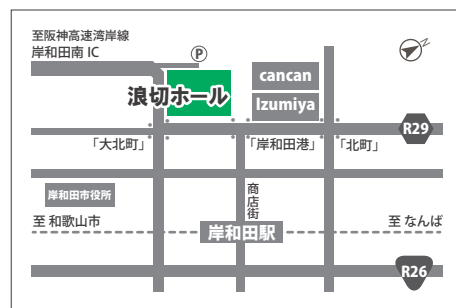 至阪神高速湾岸線
岸和田南 IC
P
Z
cancan
Izumiya
浪切ホール
R29
「大北町」
「岸和田港」
「北町」
岸和田市役所
商店街
至 和歌山市
至 なんば
岸和田駅
R26